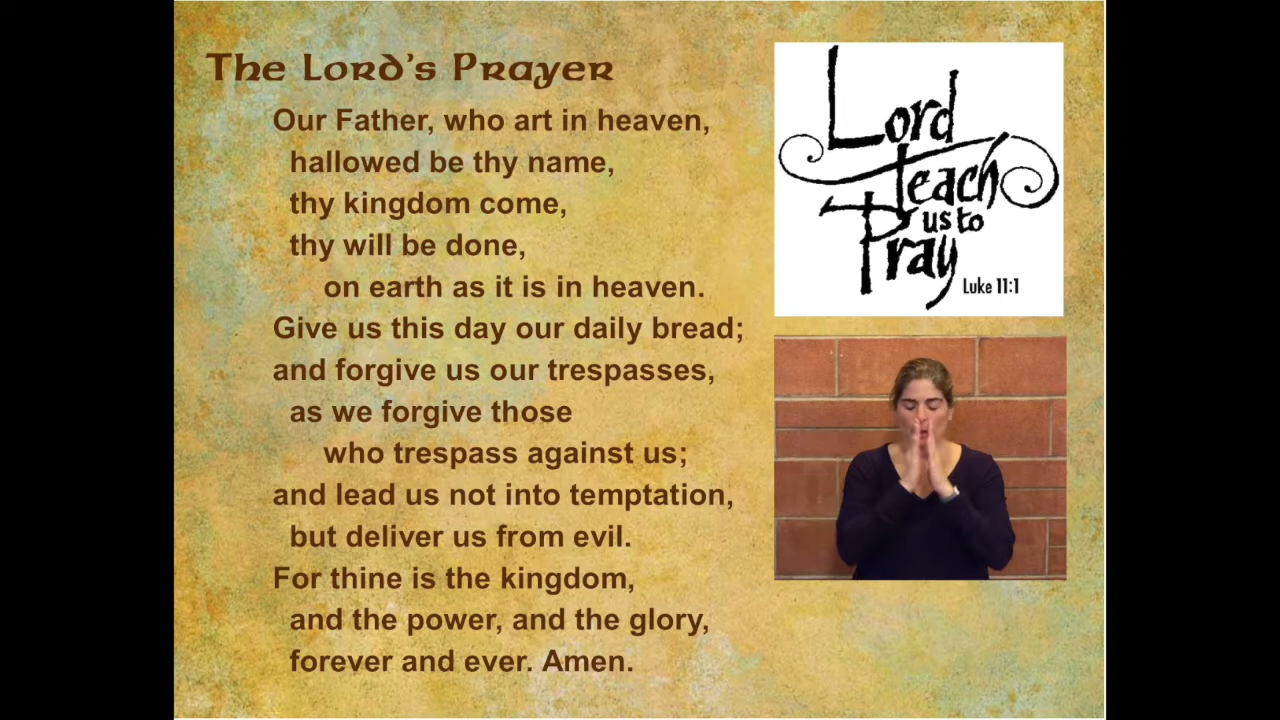 The Lord's Prayer
Our Father, who art in heaven,
hallowed be thy name,
thy kingdom come,
thy will be done,
on earth as it is in heaven.
Give us this day our daily bread;
and forgive us our trespasses,
as we forgive those
who trespass against us;
and lead us not into temptation,
but deliver us from evil.
For thine is the kingdom,
and the power, and the glory,
forever and ever. Amen.
Lord
teach
us to
Pray
Luke 11:1